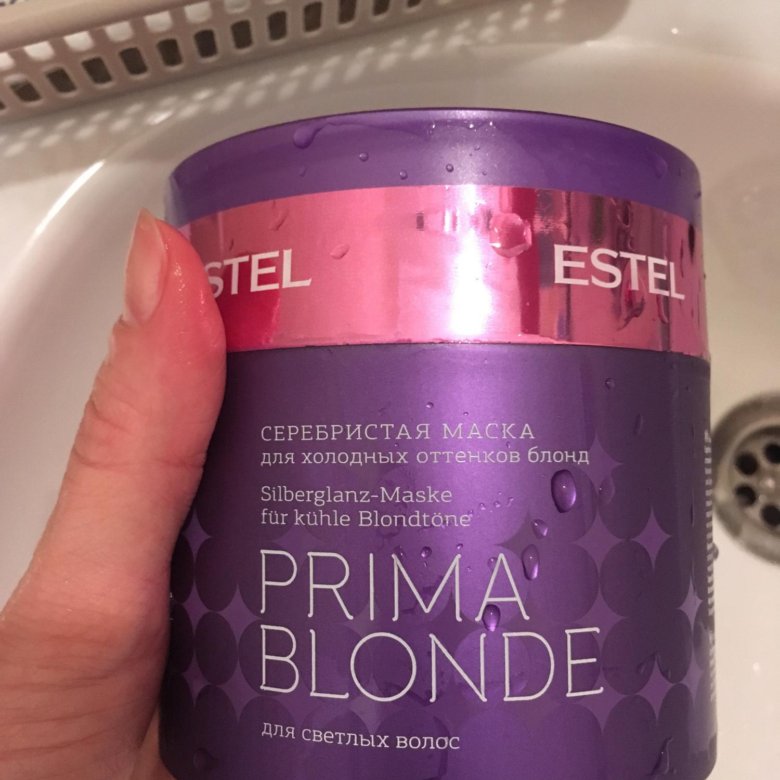 STEL ESTEL
СЕРЕБРИСТАЯ МАСКА
для холодных оттенков блонд
Silberglanz-Maske
für kühle Blondtöne
PRIMA
BLONDE
для светлых волос